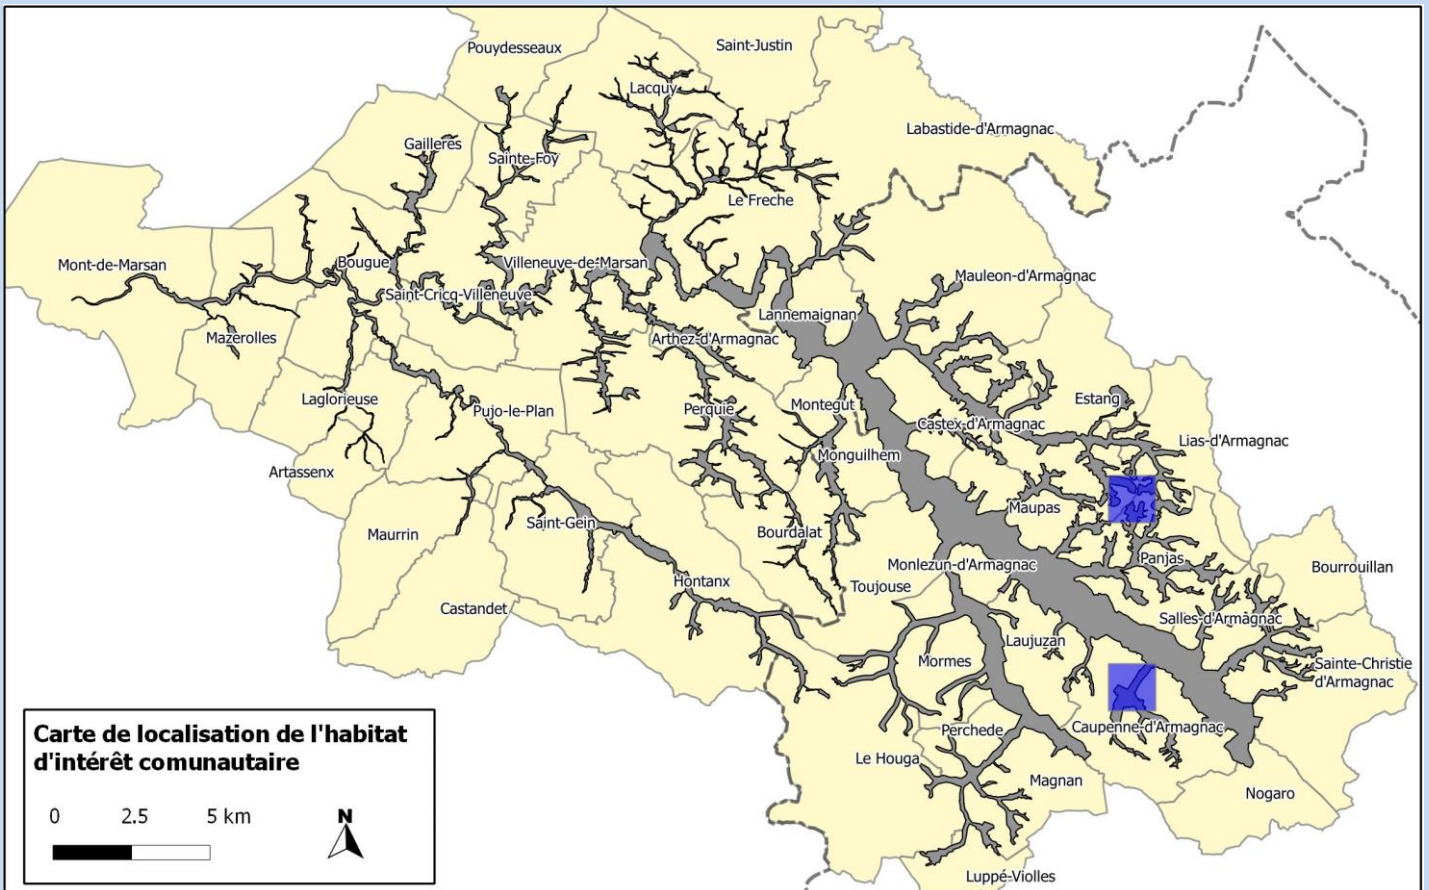 Pouydesseaux
Saint-Justin
Lacquy
Labastide-d'Armagnac
Gailleres
Sainte-Foy
Le Freche
Mont-de-Marsan
Bougue
Villeneuve-de-Marsan
Mauleon-d'Armagnac
Saint-Cricq-Villeneuve
Lannemaignan
Mazerolles
Arthez-d'Armagnac
Laglorieuse
Pujo-le-Plan
Perquie
Montegut
Estang
Castex-d'Armagnac
Lias-d'Armagnac
Monguilhem
Artassenx
Maupas
Saint-Gein
Maurrin
Bourdalat
Panjas
Monlezun-d'Armagnac
Bourrouillan
Hontanx
Toujouse
Castandet
Salles-d'Armagnac
Laujuzan
Mormes
Sainte-Christie
d'Armagnac
Perchede
Caupenne-d'Armagnac
Le Houga
Magnan
Nogaro
Luppé-Violles
Carte de localisation de l'habitat
d'intérêt comunautaire
0 2.5 5 km
N